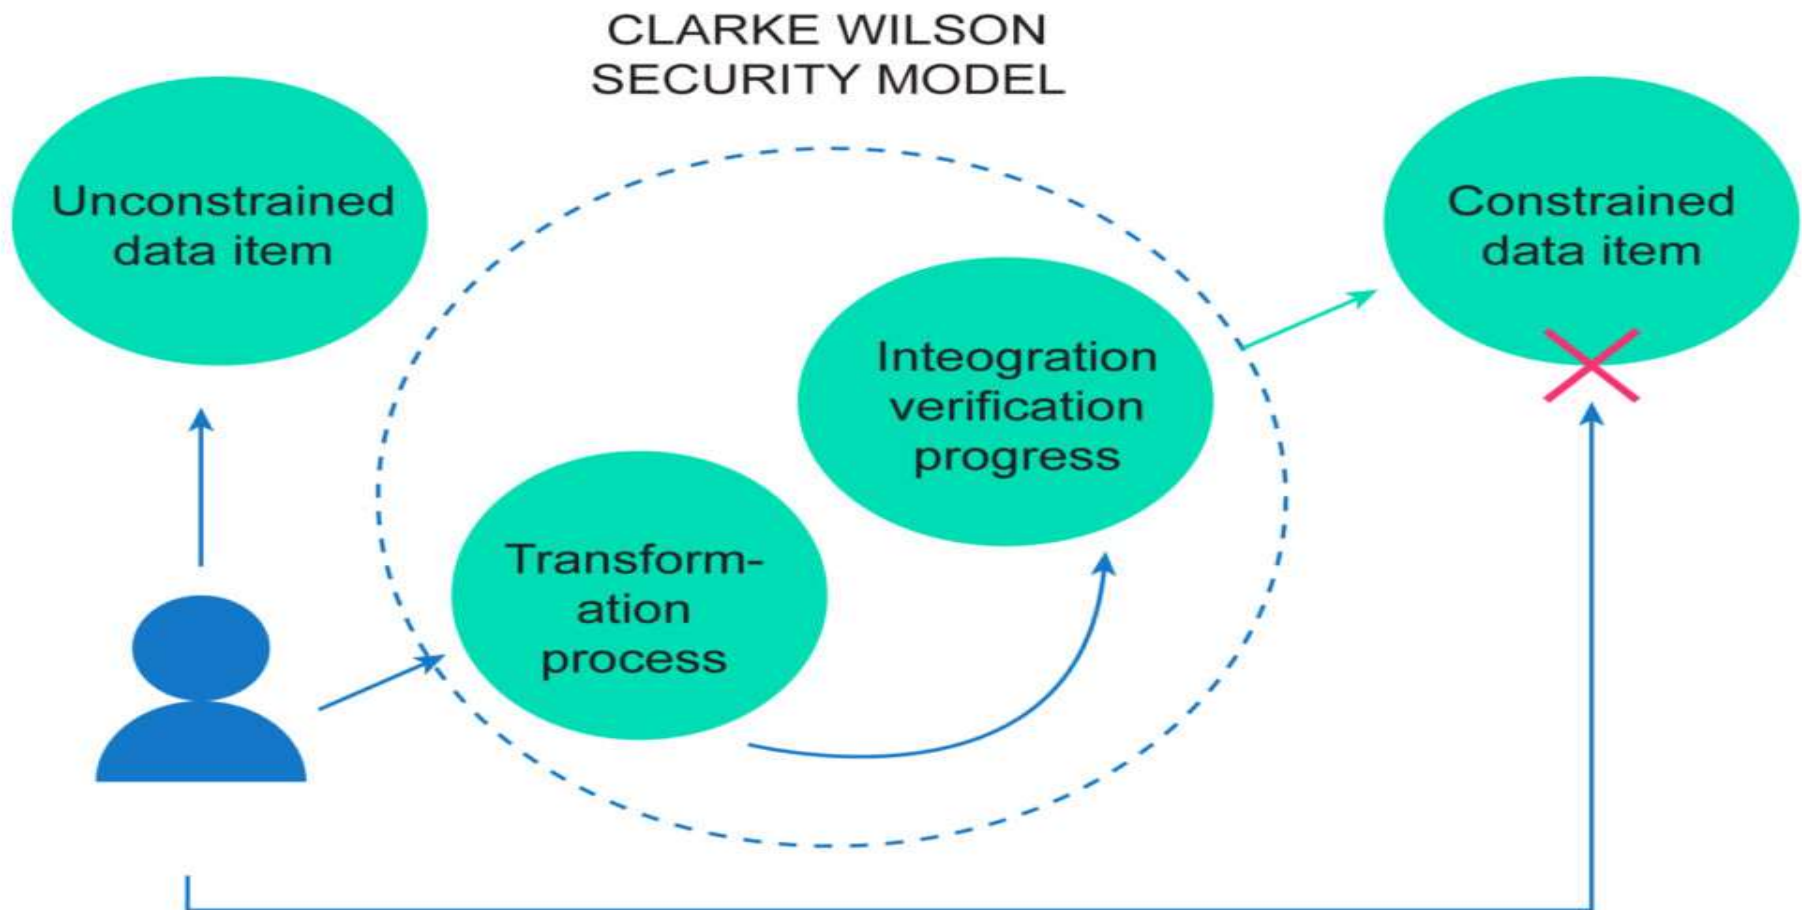 CLARKE WILSON
SECURITY MODEL
Unconstrained
data item
Constrained
data item
Inteogration
verification
progress
Transform-
ation
process